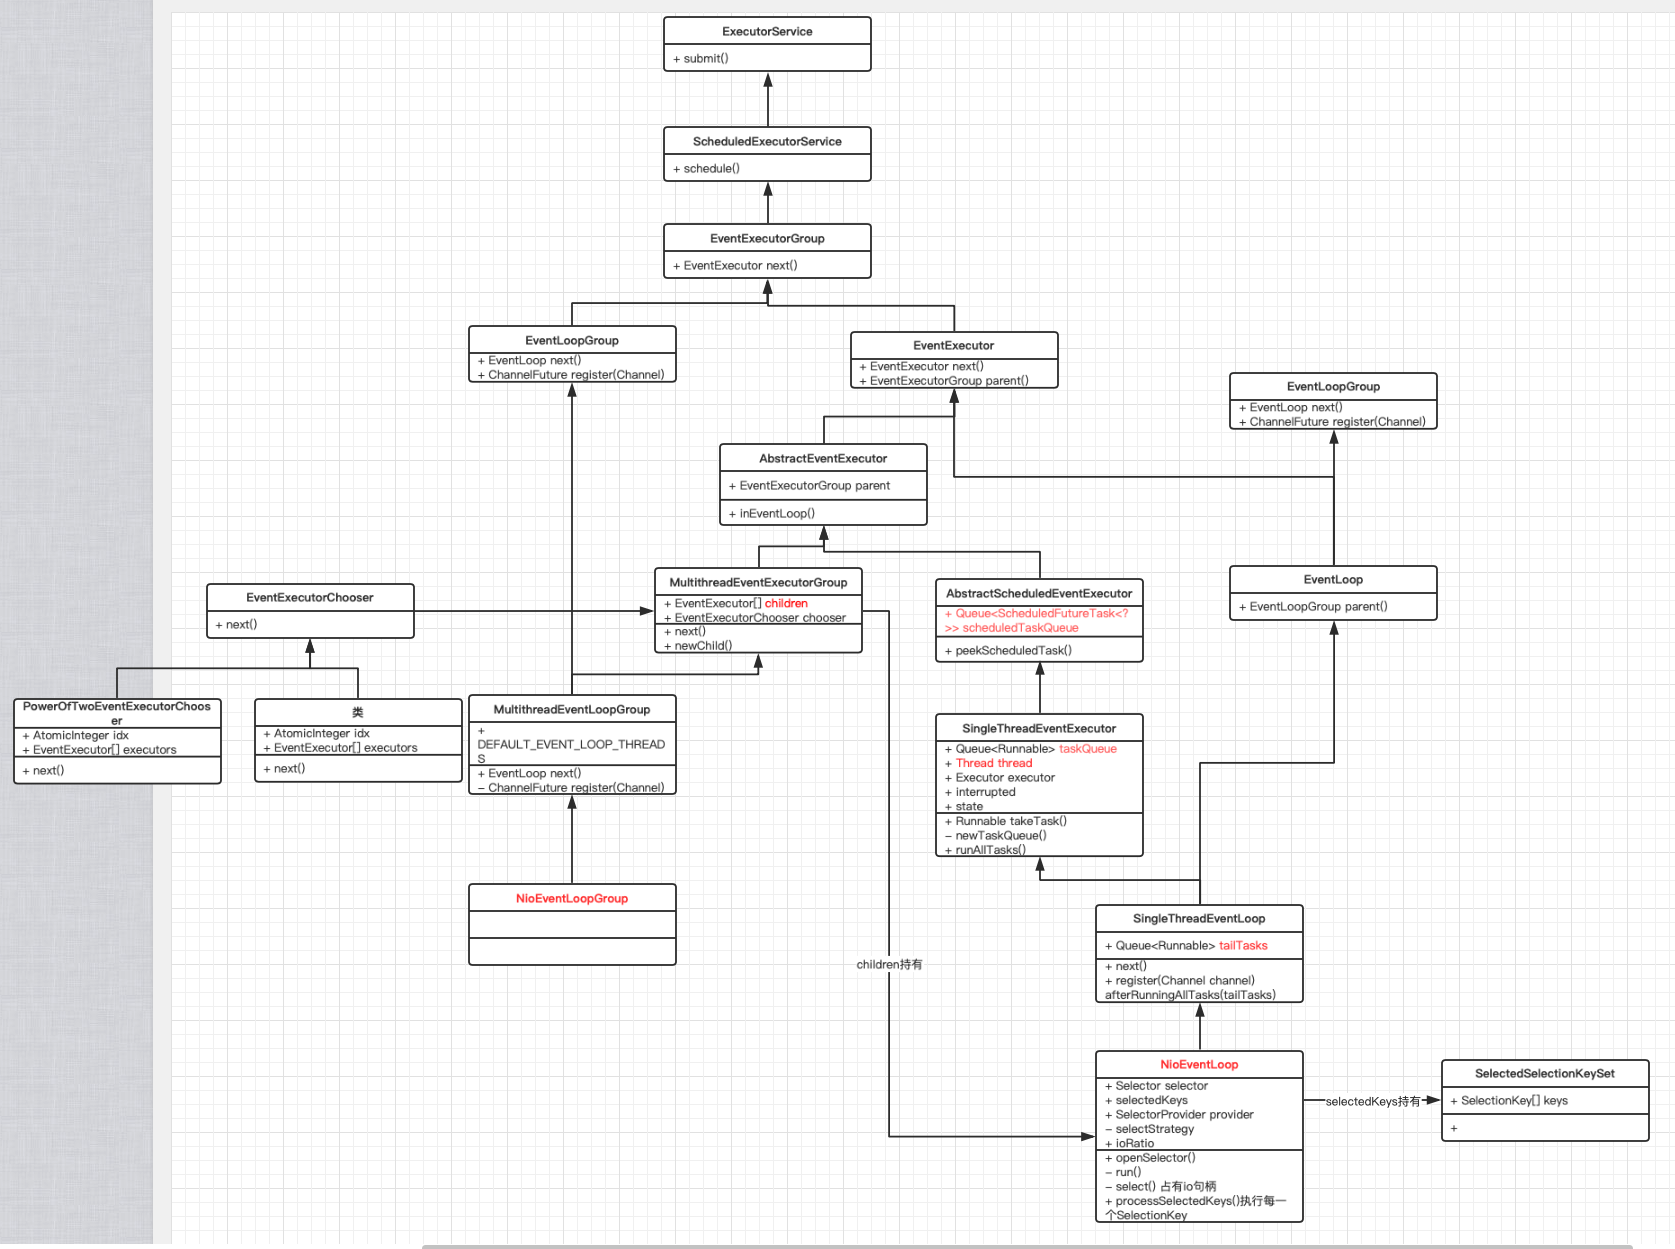 ExecutorService
+ submit()
ScheduledExecutorService
+ schedule()
EventExecutorGroup
+ EventExecutor next()
EventLoopGroup
+ EventLoop next()
+ ChannelFuture register(Channel)
EventExecutor
+ EventExecutor next()
+ EventExecutorGroup parent()
EventLoopGroup
+ EventLoop next()
+ ChannelFuture register(Channel)
AbstractEventExecutor
+ EventExecutorGroup parent
+ inEventLoop()
EventExecutorChooser
+ next()
MultithreadEventExecutorGroup
+ EventExecutor[] children
+ EventExecutorChooser chooser
+ next()
+ newChild()
AbstractScheduledEventExecutor
+ Queue<ScheduledFutureTask<?
>> scheduledTaskQueue
+ peekScheduledTask()
EventLoop
+ EventLoopGroup parent()
PowerOfTwoEventExecutorChoos
er
+ AtomicInteger idx
+ EventExecutor[] executors
+ next()
类
+ AtomicInteger idx
+ EventExecutor[] executors
+ next()
MultithreadEventLoopGroup
+
DEFAULT_EVENT_LOOP_THREAD
S
+ EventLoop next()
– ChannelFuture register(Channel)
SingleThreadEventExecutor
+ Queue<Runnable> taskQueue
+ Thread thread
+ Executor executor
+ interrupted
+ state
+ Runnable takeTask()
– newTaskQueue()
+ runAllTasks()
NioEventLoopGroup
SingleThreadEventLoop
+ Queue<Runnable> tailTasks
+ next()
+ register(Channel channel)
afterRunningAllTasks(tailTasks)
children持有
NioEventLoop
+ Selector selector
+ selectedKeys
+ SelectorProvider provider
– selectStrategy
+ ioRatio
+ openSelector()
– run()
– select() 占有io句柄
+ processSelectedKeys()执行每一
个SelectionKey
selectedKeys持有
SelectedSelectionKeySet
+ SelectionKey[] keys
+